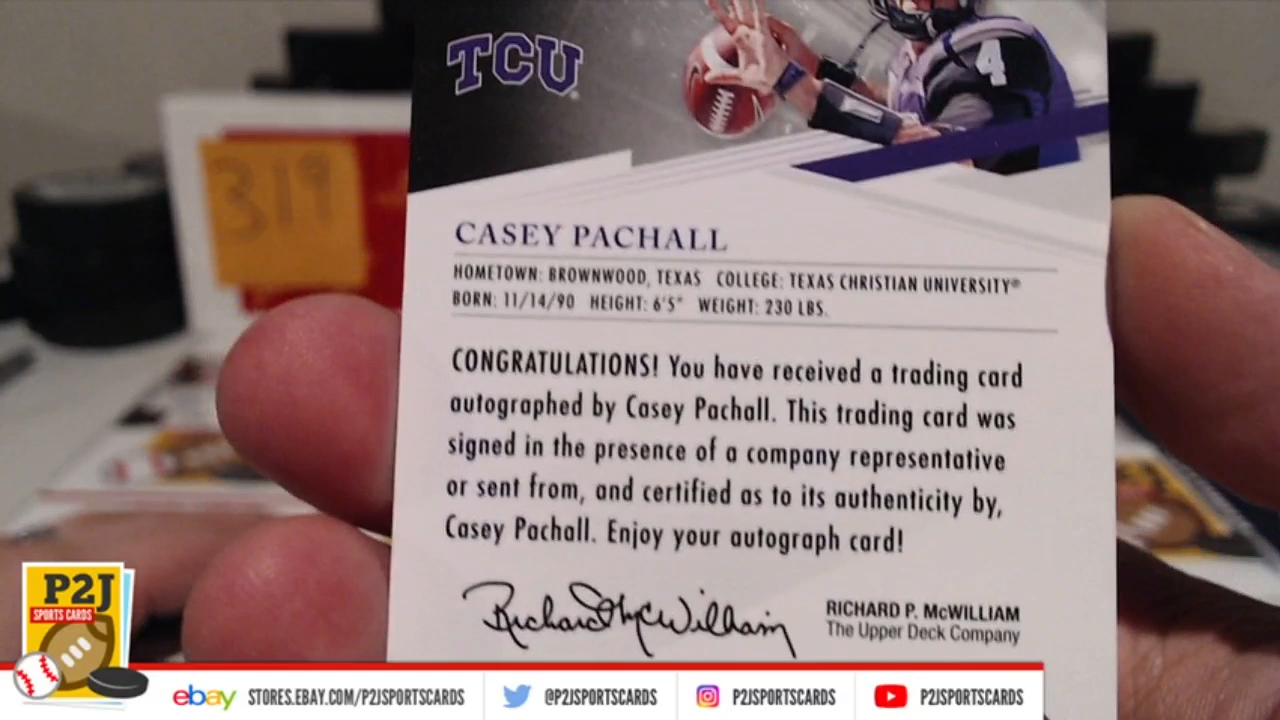 TCU
4
319
CASEY PACHALL
HOMETOWN: BROWNWOOD, TEXAS COLLEGE: TEXAS CHRISTIAN UNIVERSITY®
BORN: 11/14/90 HEIGHT: 6'5" WEIGHT: 230 LBS.
CONGRATULATIONS! You have received a trading card
autographed by Casey Pachall. This trading card was
signed in the presence of a company representative
or sent from, and certified as to its authenticity by,
Casey Pachall. Enjoy your autograph card!
Richard McWilliam
RICHARD P. McWILLIAM
The Upper Deck Company
P2J
SPORTS CARDS
ebay STORES.EBAY.COM/P2JSPORTSCARDS @P2JSPORTSCARDS P2JSPORTSCARDS P2JSPORTSCARDS